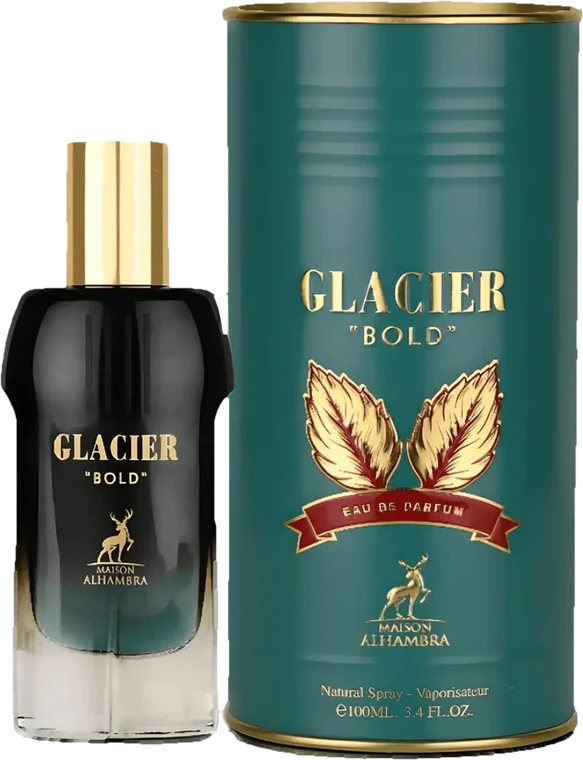 GLACIER
"BOLD"
MAISON
ALHAMBRA
GLACIER
"BOLD"
EAU DE PARFUM
MAISON
ALHAMBRA
Natural Spray - Vaporisateur
℮100ML. 3.4 FL.OZ.